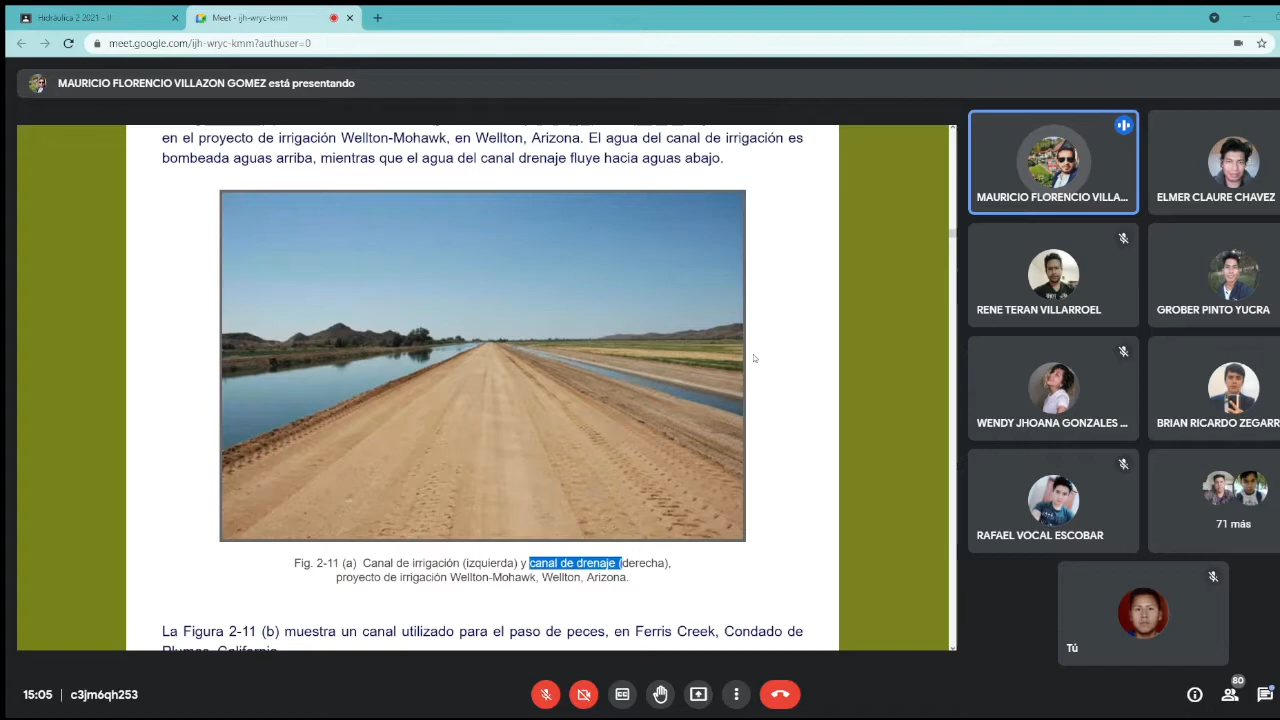 Hidráulica 2 2021 - II
Meet - ijh-wryc-kmm
meet.google.com/ijh-wryc-kmm?authuser=0
MAURICIO FLORENCIO VILLAZON GOMEZ está presentando
en el proyecto de irrigación Wellton-Mohawk, en Wellton, Arizona. El agua del canal de irrigación es
bombeada aguas arriba, mientras que el agua del canal drenaje fluye hacia aguas abajo.
Fig. 2-11 (a) Canal de irrigación (izquierda) y canal de drenaje (derecha),
proyecto de irrigación Wellton-Mohawk, Wellton, Arizona.
La Figura 2-11 (b) muestra un canal utilizado para el paso de peces, en Ferris Creek, Condado de
MAURICIO FLORENCIO VILLA...
ELMER CLAURE CHAVEZ
RENE TERAN VILLARROEL
GROBER PINTO YUCRA
WENDY JHOANA GONZALES ...
BRIAN RICARDO ZEGARR
RAFAEL VOCAL ESCOBAR
71 más
Tú
15:05 | c3jm6qh253
80